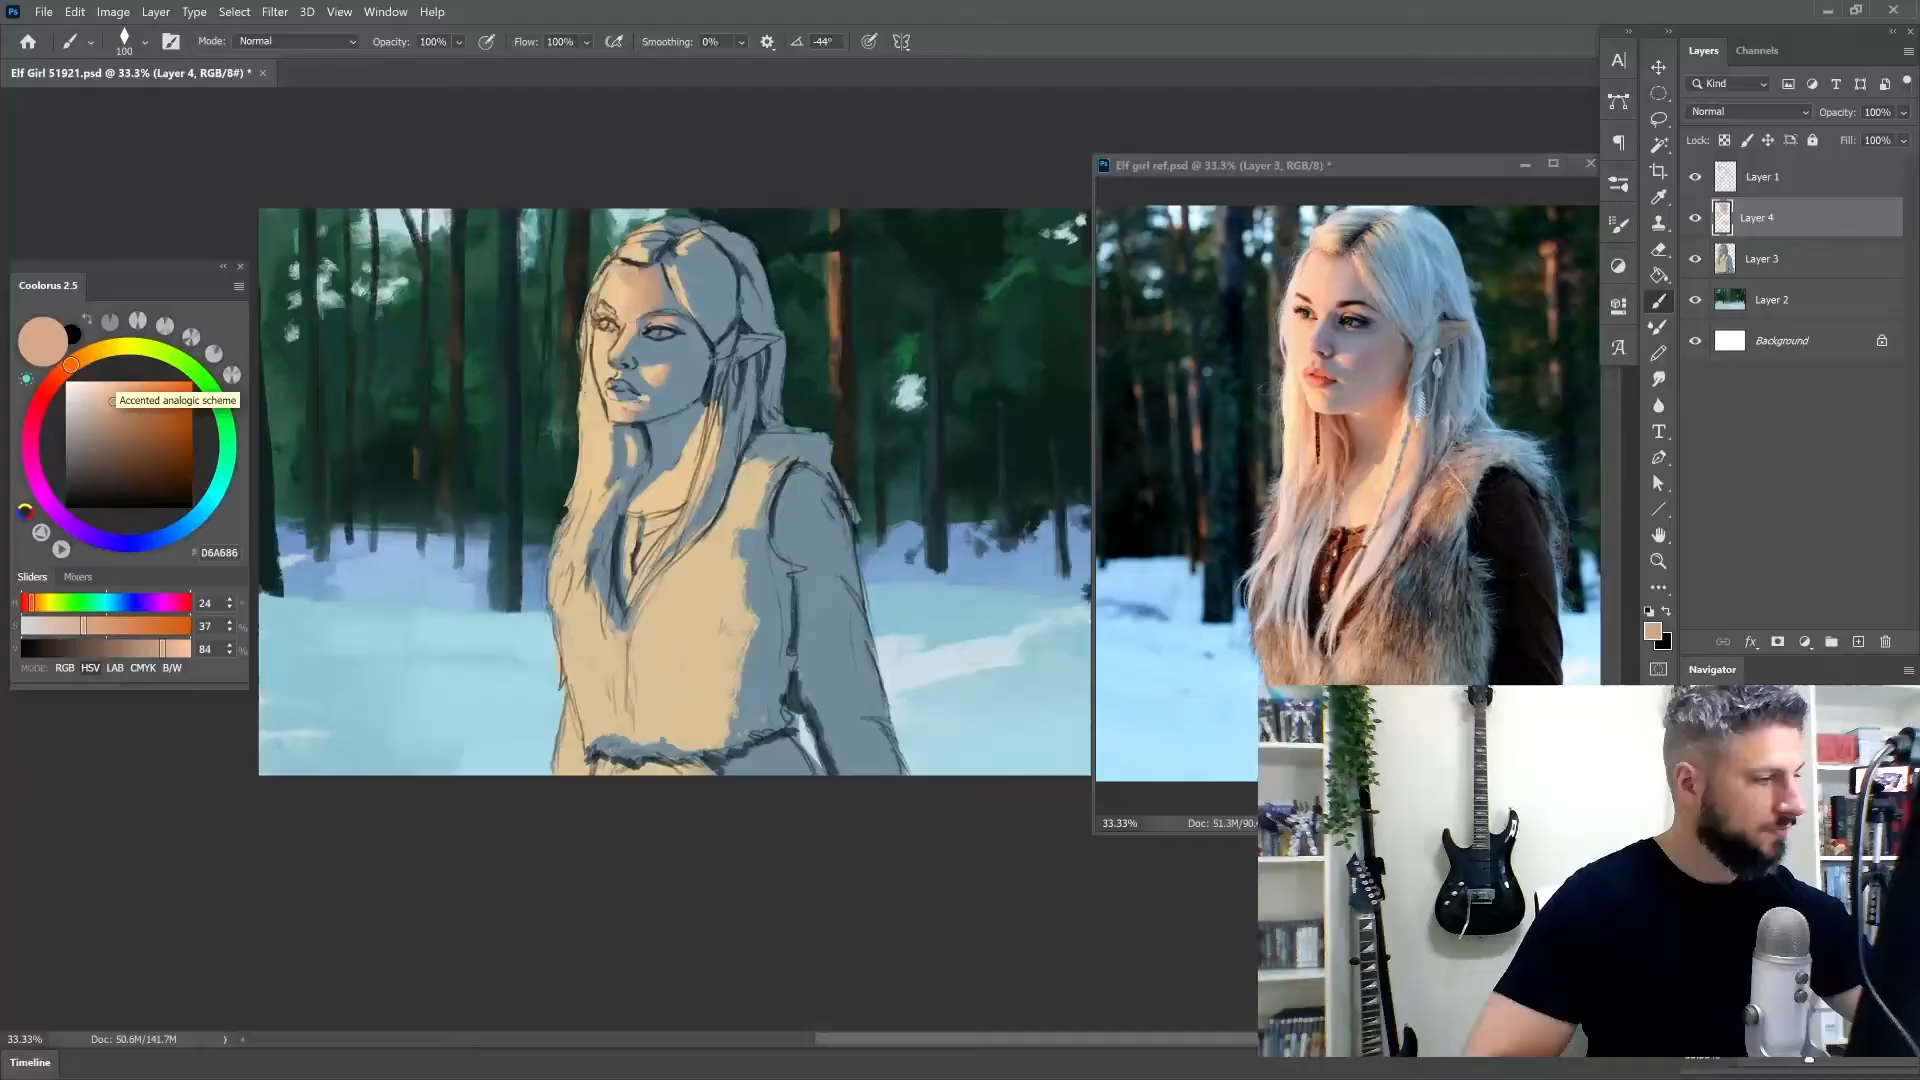 Ps File Edit Image Layer Type Select Filter 3D View Window Help
100 Mode: Normal Opacity: 100% Flow: 100% Smoothing: 0% -44°
Elf Girl 51921.psd @ 33.3% (Layer 4, RGB/8#) *
Coolorus 2.5
Accented analogic scheme
# D6A686
Sliders Mixers
H 24 °
S 37 %
V 84 %
MODE: RGB HSV LAB CMYK B/W
Elf girl ref.psd @ 33.3% (Layer 3, RGB/8) *
33.33% Doc: 51.3M/90.
Layers Channels
Kind
Normal Opacity: 100%
Lock: Fill: 100%
Layer 1
Layer 4
Layer 3
Layer 2
Background
fx
Navigator
33.33% Doc: 50.6M/141.7M
Timeline